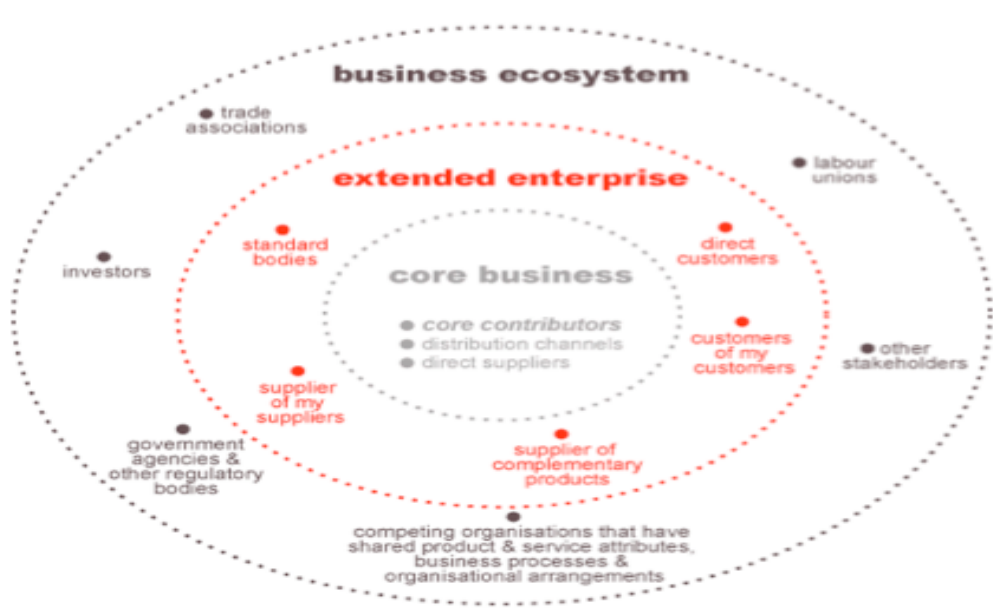 business ecosystem
trade
associations
labour
unions
extended enterprise
standard
bodies
direct
customers
investors
core business
core contributors
distribution channels
direct suppliers
customers
of my
customers
other
stakeholders
supplier
of my
suppliers
government
agencies &
other regulatory
bodies
supplier of
complementary
products
competing organisations that have
shared product & service attributes,
business processes &
organisational arrangements